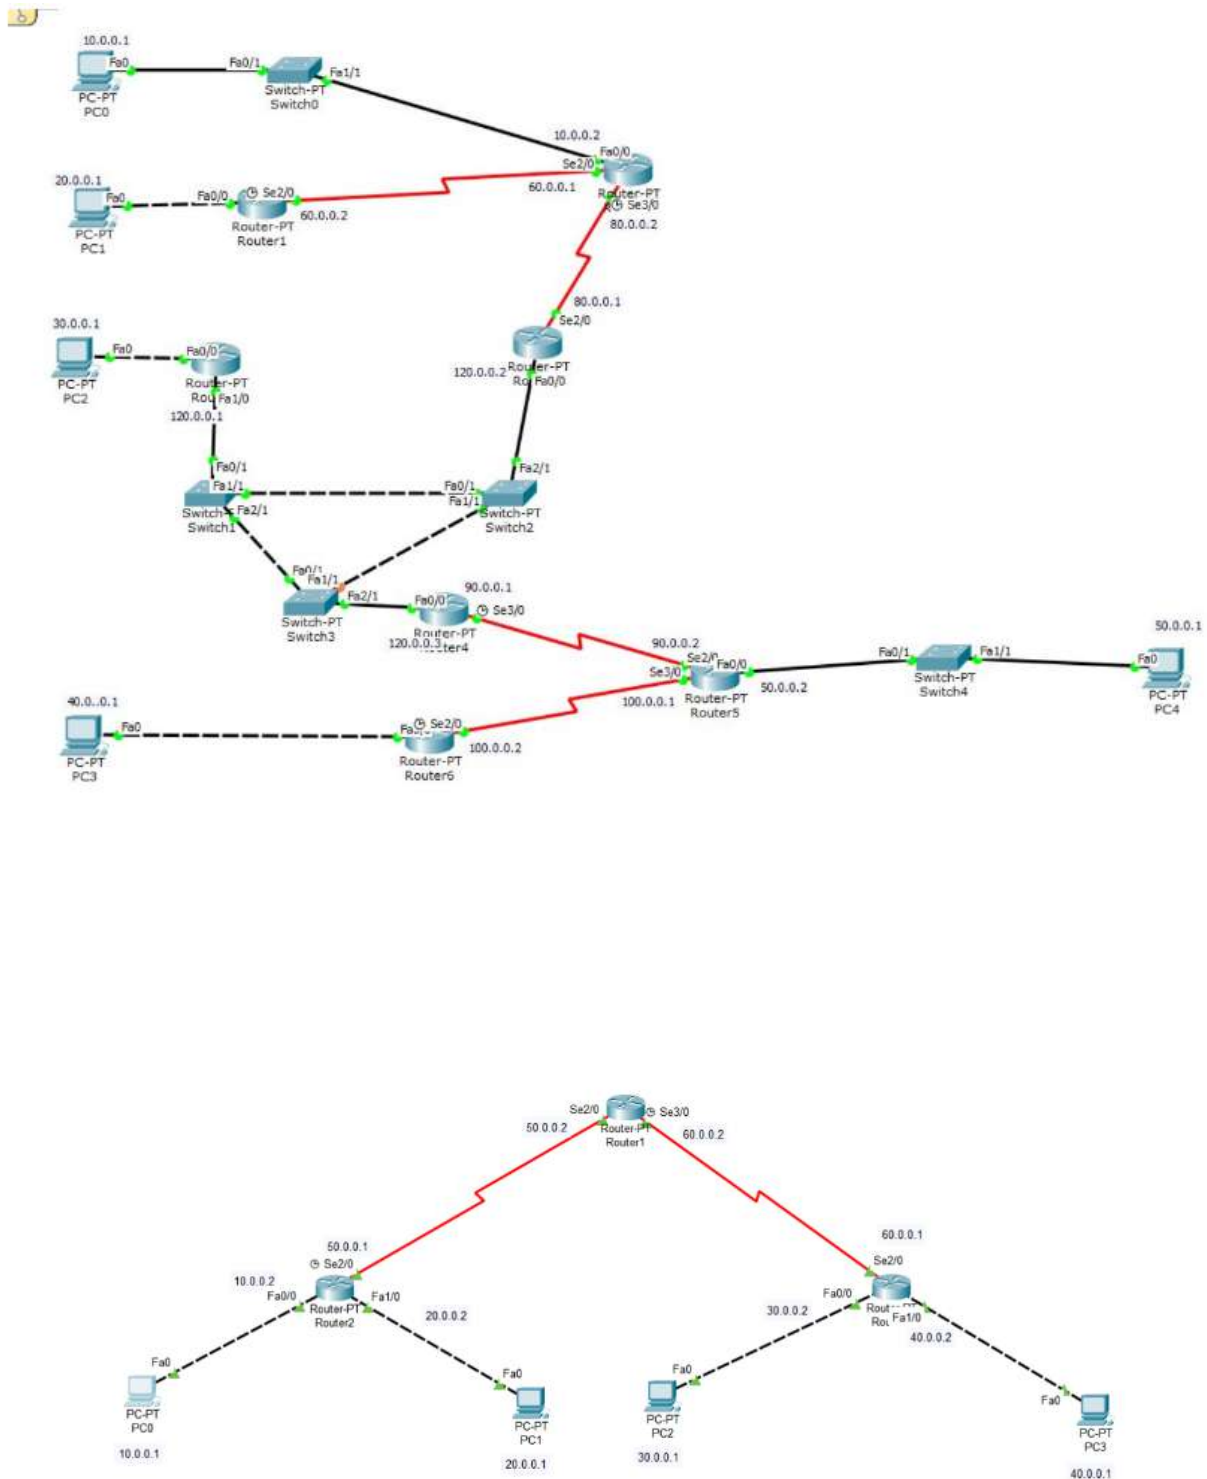 10.0.0.1
Fa0
Fa0/1
Fa1/1
PC-PT
PC0
Switch-PT
Switch0
10.0.0.2
Fa0/0
Se2/0
60.0.0.1
Router-PT
Se3/0
80.0.0.2
20.0.0.1
Fa0
Fa0/0
Se2/0
60.0.0.2
PC-PT
PC1
Router-PT
Router1
80.0.0.1
Se2/0
30.0.0.1
Fa0
Fa0/0
PC-PT
PC2
Router-PT
Fa1/0
120.0.0.1
120.0.0.2
Router-PT
Fa0/0
Fa0/1
Fa1/1
Fa2/1
Switch1
Fa2/1
Fa0/1
Fa1/1
Switch-PT
Switch2
Fa0/1
Fa1/1
Fa2/1
Switch-PT
Switch3
90.0.0.1
Fa0/0
Se3/0
Router-PT
120.0.0.3
90.0.0.2
Se2/0
Fa0/0
Se3/0
50.0.0.2
100.0.0.1
Router-PT
Router5
Fa0/1
Fa1/1
Switch-PT
Switch4
50.0.0.1
Fa0
PC-PT
PC4
40.0..0.1
Fa0
PC-PT
PC3
Se2/0
100.0.0.2
Router-PT
Router6
Se2/0
Se3/0
50.0.0.2
60.0.0.2
Router-PT
Router1
50.0.0.1
Se2/0
10.0.0.2
Fa0/0
Fa1/0
20.0.0.2
Router-PT
Router2
60.0.0.1
Se2/0
Fa0/0
30.0.0.2
Fa1/0
40.0.0.2
Fa0
PC-PT
PC0
10.0.0.1
Fa0
PC-PT
PC1
20.0.0.1
Fa0
PC-PT
PC2
30.0.0.1
Fa0
PC-PT
PC3
40.0.0.1